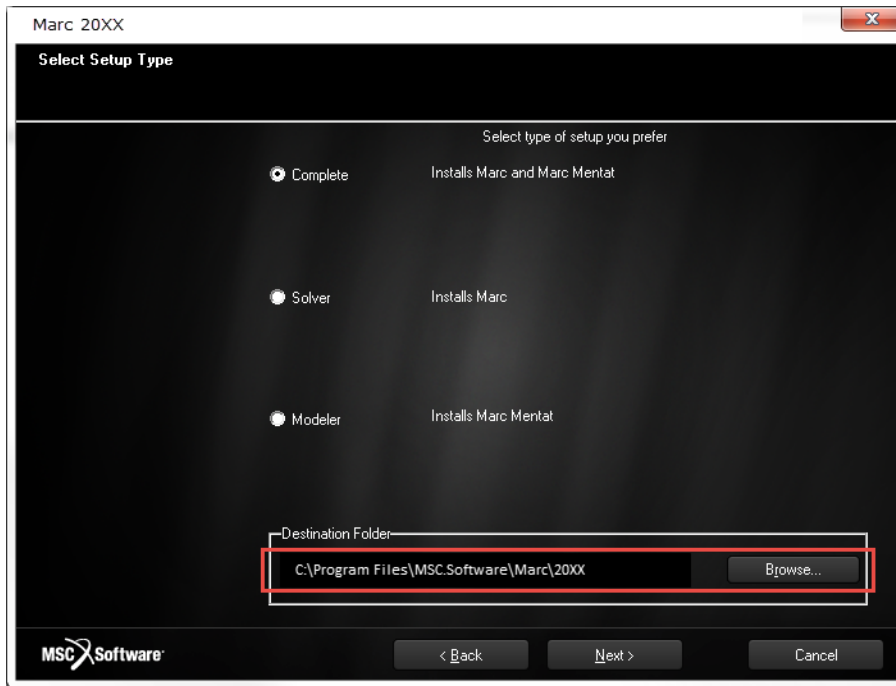 Marc 20XX
Select Setup Type
Select type of setup you prefer
Complete Installs Marc and Marc Mentat
Solver Installs Marc
Modeler Installs Marc Mentat
Destination Folder
C:\Program Files\MSC.Software\Marc\20XX Browse...
MSC Software < Back Next > Cancel